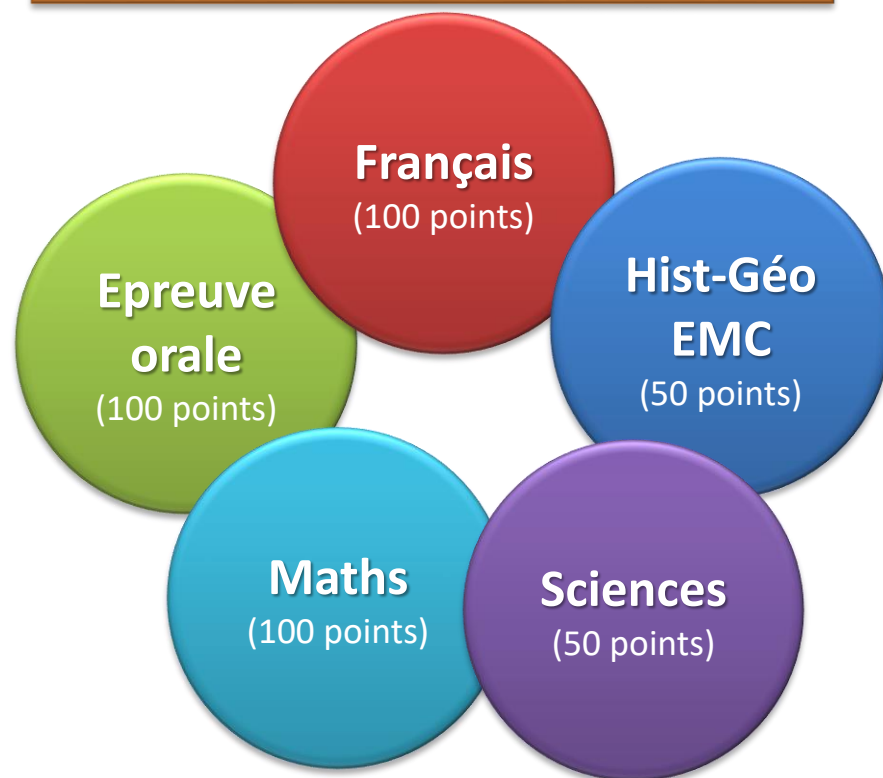 Français
(100 points)
Hist-Géo
EMC
(50 points)
Sciences
(50 points)
Maths
(100 points)
Epreuve
orale
(100 points)